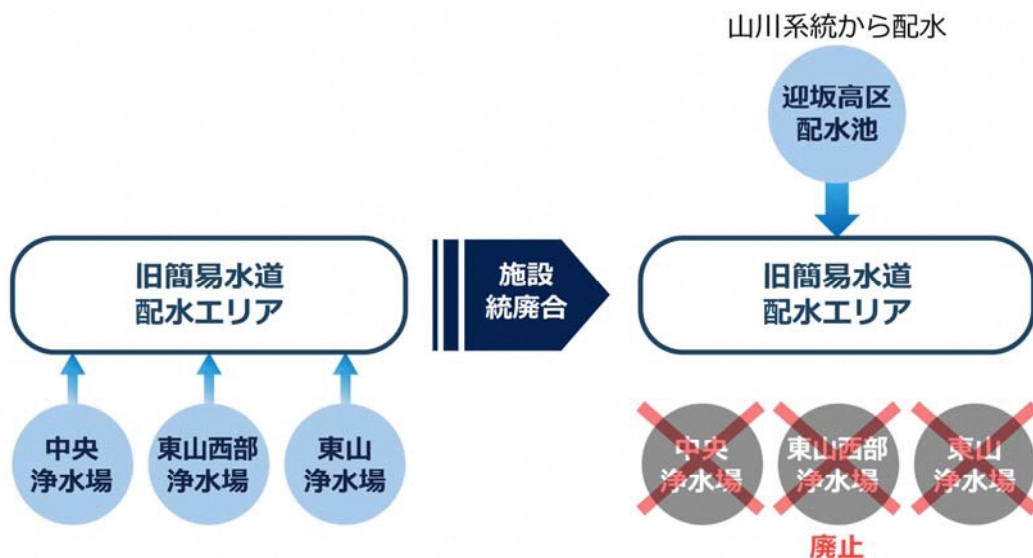 旧簡易水道
配水エリア
中央
浄水場
東山西部
浄水場
東山
浄水場
施設
統廃合
山川系統から配水
迎坂高区
配水池
旧簡易水道
配水エリア
中央
浄水場
東山西部
浄水場
東山
浄水場
廃止